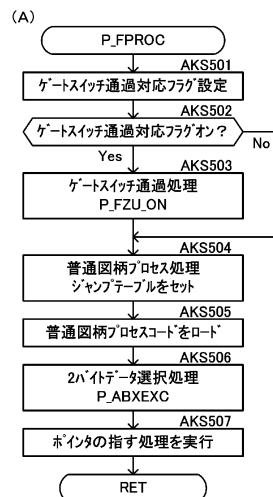 (A)
P_FPROC
AKS501
ｹﾞｰﾄｽｲｯﾁ通過対応ﾌﾗｸﾞ設定
AKS502
ｹﾞｰﾄｽｲｯﾁ通過対応ﾌﾗｸﾞｵﾝ？
Yes
No
AKS503
ｹﾞｰﾄｽｲｯﾁ通過処理
P_FZU_ON
AKS504
普通図柄ﾌﾟﾛｾｽ処理
ｼﾞｬﾝﾌﾟﾃｰﾌﾞﾙをｾｯﾄ
AKS505
普通図柄ﾌﾟﾛｾｽｺｰﾄﾞをﾛｰﾄﾞ
AKS506
2ﾊﾞｲﾄﾃﾞｰﾀ選択処理
P_ABXEXC
AKS507
ﾎﾟｲﾝﾀの指す処理を実行
RET